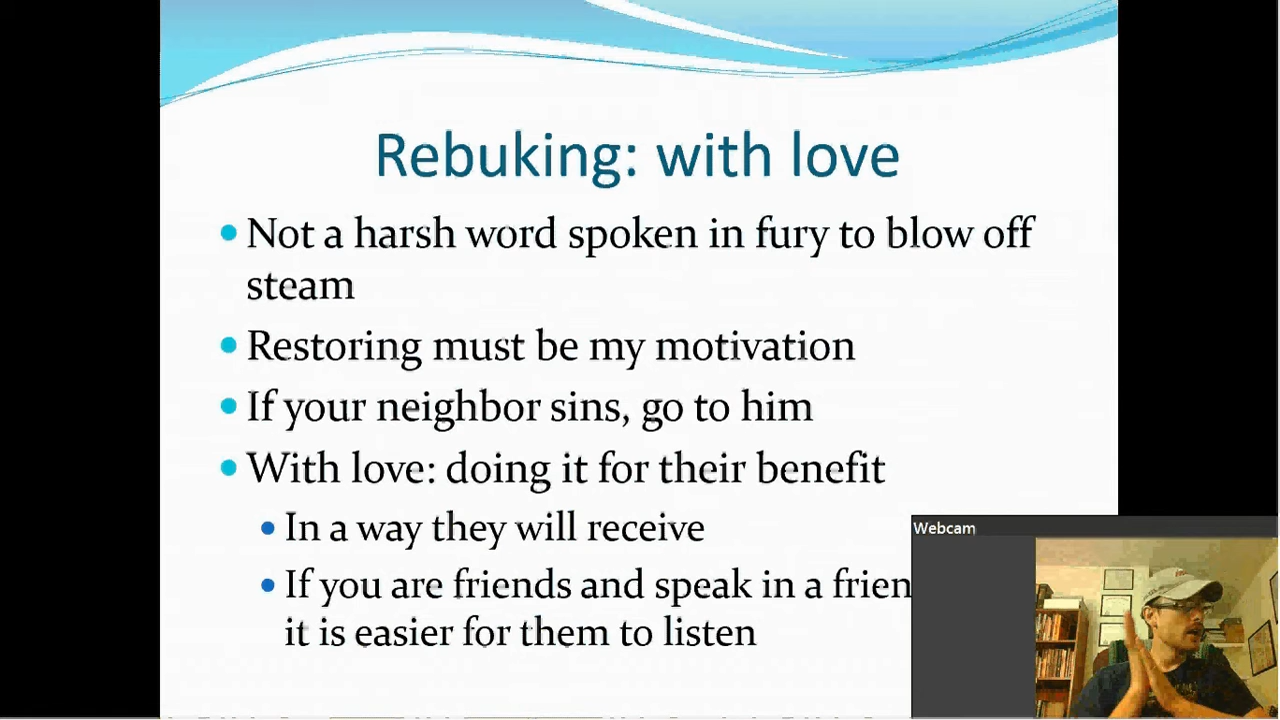 Rebuking: with love
Not a harsh word spoken in fury to blow off
steam
Restoring must be my motivation
If your neighbor sins, go to him
With love: doing it for their benefit
In a way they will receive
If you are friends and speak in a frien
it is easier for them to listen
Webcam